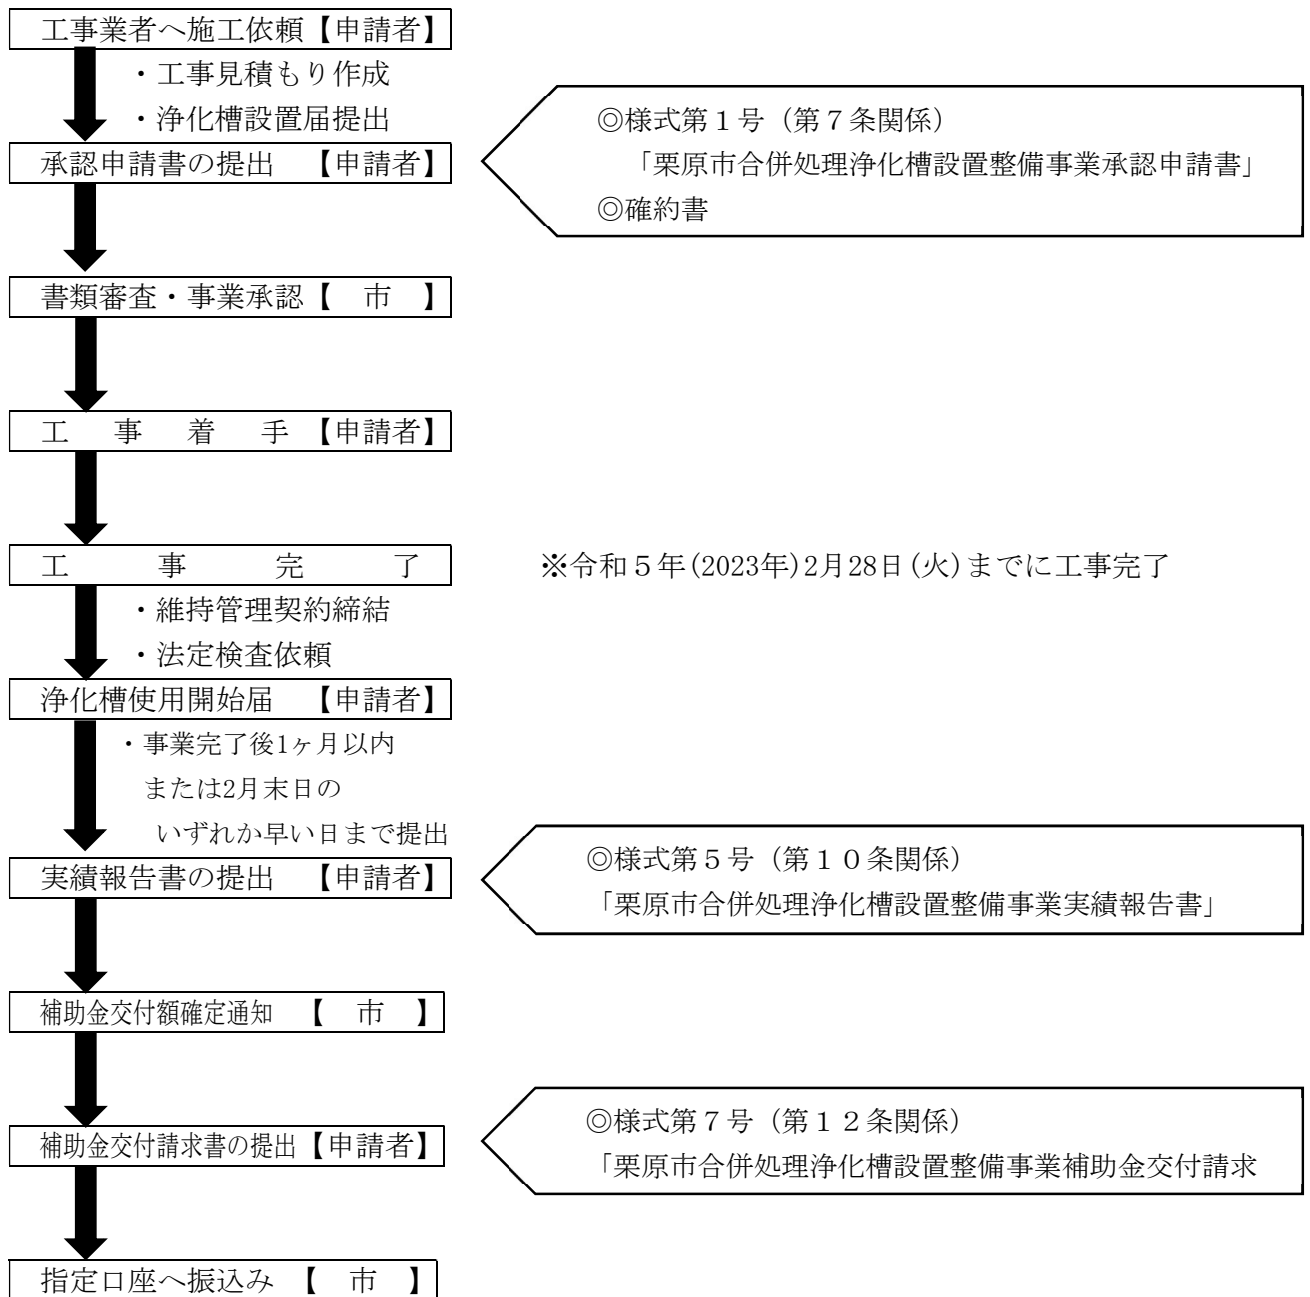 工事業者へ施工依頼【申請者】
・工事見積もり作成
・浄化槽設置届提出
承認申請書の提出　【申請者】
◎様式第１号（第７条関係）
「栗原市合併処理浄化槽設置整備事業承認申請書」
◎確約書
書類審査・事業承認【　市　】
工　事　着　手【申請者】
工　事　完　了
※令和５年(2023年)2月28日(火)までに工事完了
・維持管理契約締結
・法定検査依頼
浄化槽使用開始届　【申請者】
・事業完了後1ヶ月以内
または2月末日の
いずれか早い日まで提出
実績報告書の提出　【申請者】
◎様式第５号（第１０条関係）
「栗原市合併処理浄化槽設置整備事業実績報告書」
補助金交付額確定通知　【　市　】
補助金交付請求書の提出【申請者】
◎様式第７号（第１２条関係）
「栗原市合併処理浄化槽設置整備事業補助金交付請求
指定口座へ振込み　【　市　】